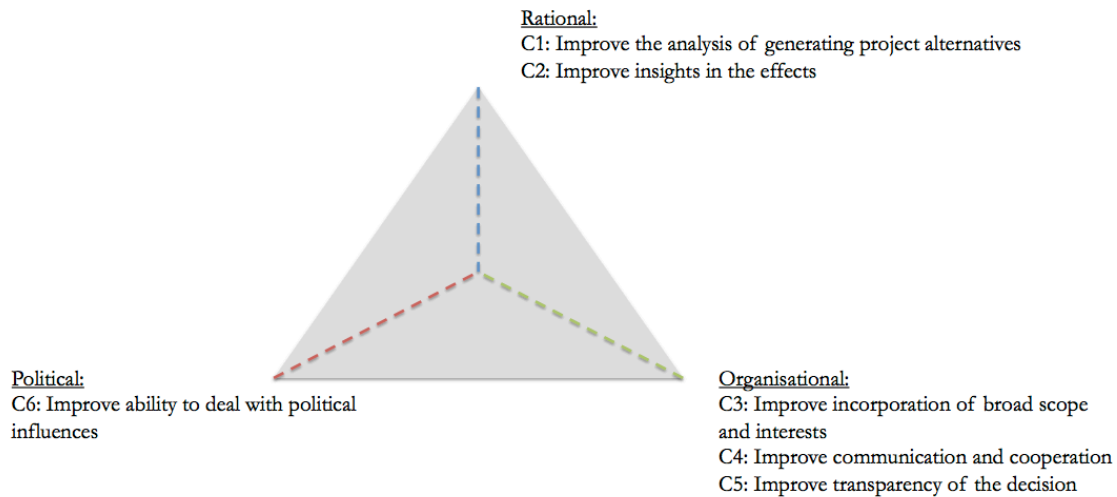 Rational:
C1: Improve the analysis of generating project alternatives
C2: Improve insights in the effects
Political:
C6: Improve ability to deal with political
influences
Organisational:
C3: Improve incorporation of broad scope
and interests
C4: Improve communication and cooperation
C5: Improve transparency of the decision